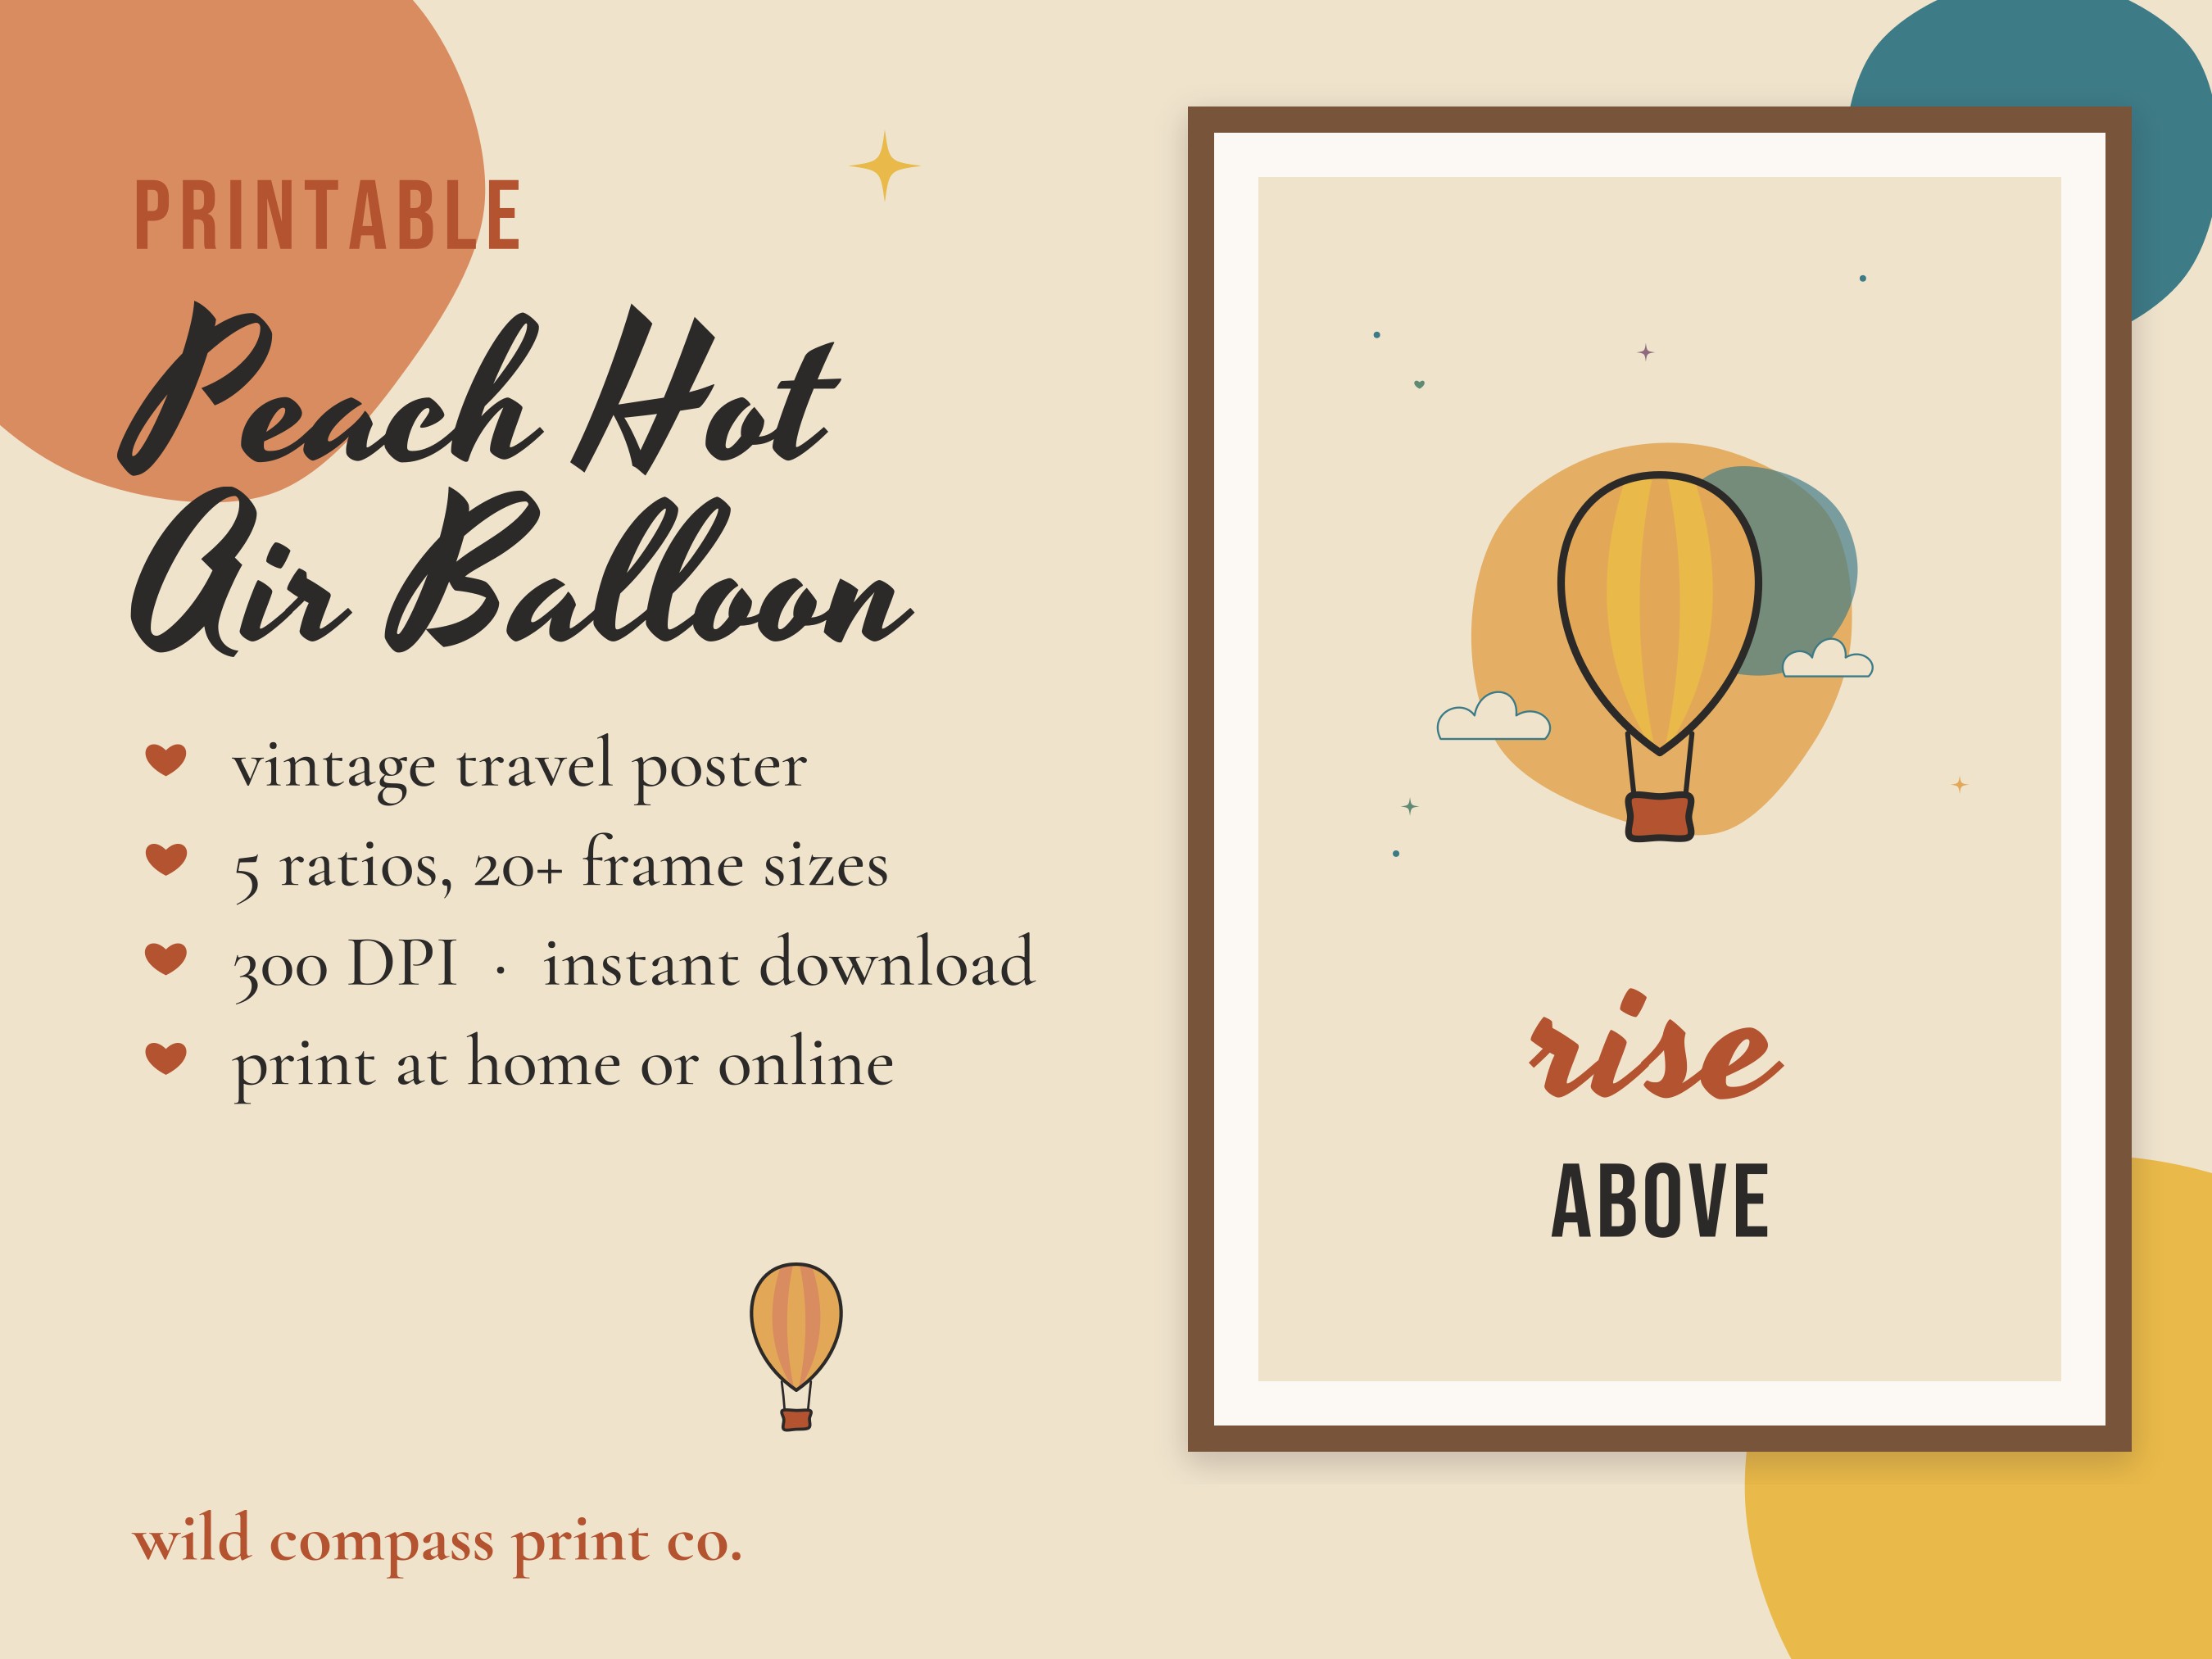 PRINTABLE
Peach Hot
Air Balloon
vintage travel poster
5 ratios, 20+ frame sizes
300 DPI · instant download
print at home or online
wild compass print co.
rise
ABOVE